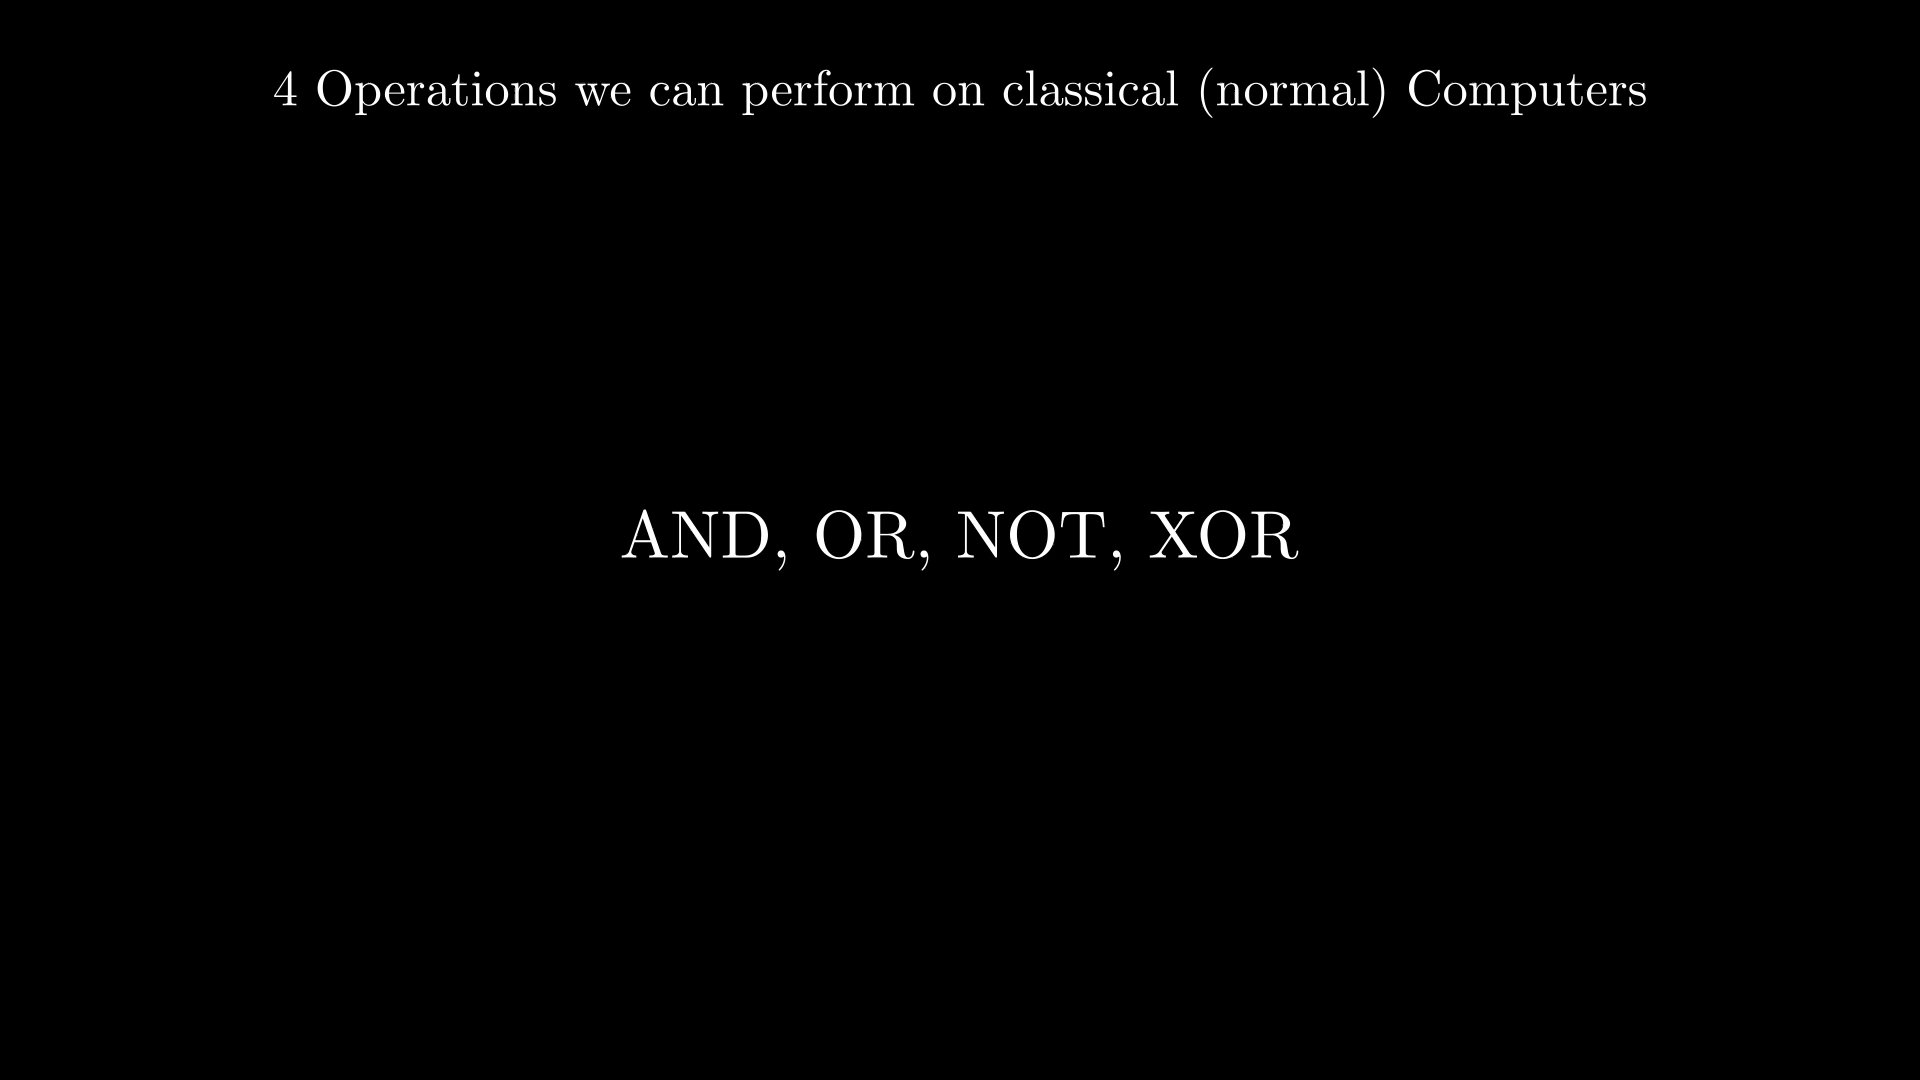 4 Operations we can perform on classical (normal) Computers
AND, OR, NOT, XOR